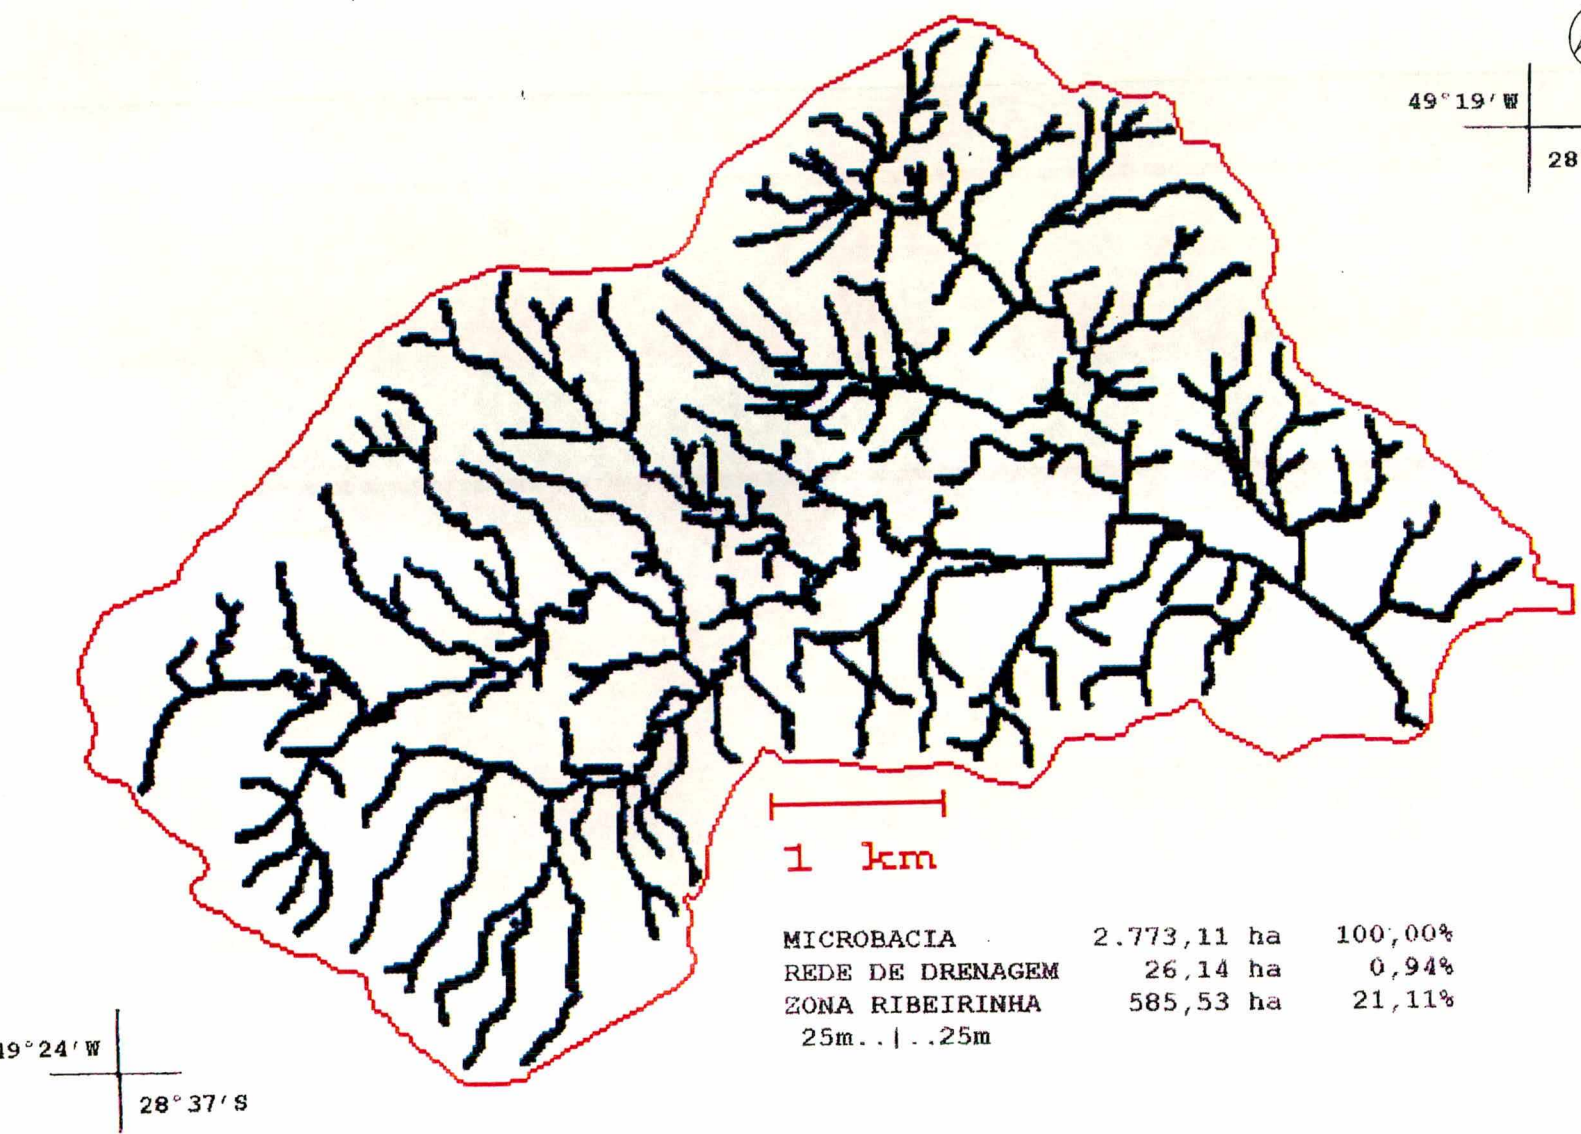 49°19′W
28
1 km
MICROBACIA 2.773,11 ha 100,00%
REDE DE DRENAGEM 26,14 ha 0,94%
ZONA RIBEIRINHA 585,53 ha 21,11%
25m..|..25m
49°24′W
28°37′S